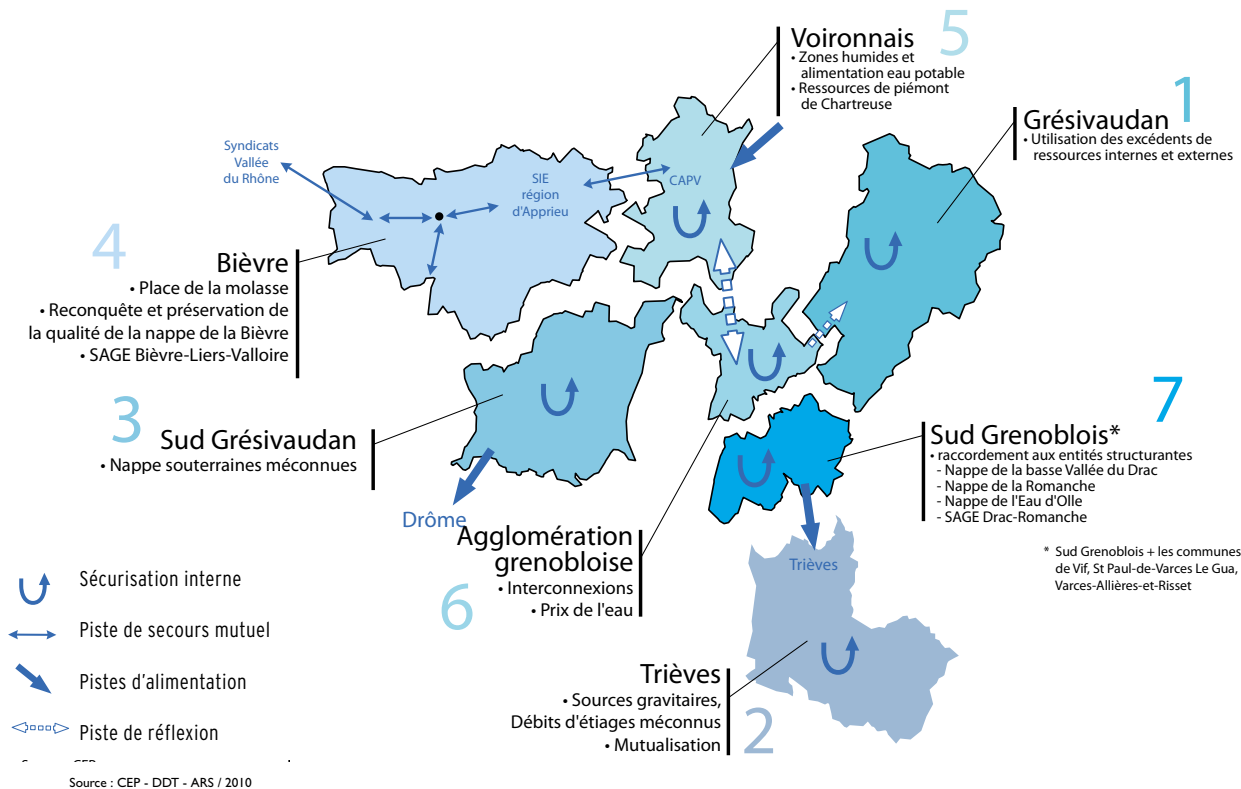 Voironnais
5
• Zones humides et
alimentation eau potable
• Ressources de piémont
de Chartreuse
1
Grésivaudan
• Utilisation des excédents de
ressources internes et externes
Syndicats
Vallée
du Rhône
SIE
région
d'Apprieu
CAPV
4
Bièvre
• Place de la molasse
• Reconquête et préservation de
la qualité de la nappe de la Bièvre
• SAGE Bièvre-Liers-Valloire
3
Sud Grésivaudan
• Nappe souterraines méconnues
Drôme
7
Sud Grenoblois*
• raccordement aux entités structurantes
- Nappe de la basse Vallée du Drac
- Nappe de la Romanche
- Nappe de l'Eau d'Olle
- SAGE Drac-Romanche
* Sud Grenoblois + les communes
de Vif, St Paul-de-Varces Le Gua,
Varces-Allières-et-Risset
Agglomération
grenobloise
6
• Interconnexions
• Prix de l'eau
Trièves
Trièves
• Sources gravitaires,
Débits d'étiages méconnus
• Mutualisation
2
Sécurisation interne
Piste de secours mutuel
Pistes d'alimentation
Piste de réflexion
Source : CEP - DDT - ARS / 2010